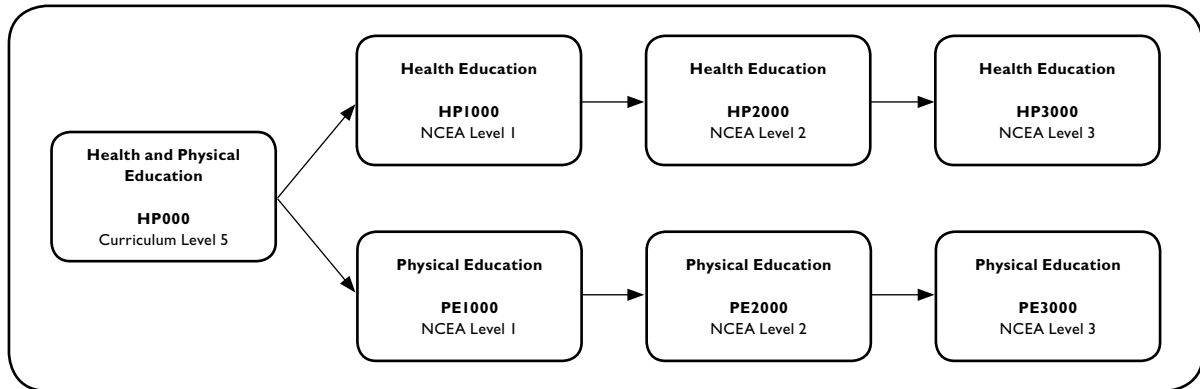 Health and Physical
Education
HP000
Curriculum Level 5
Health Education
HP1000
NCEA Level 1
Health Education
HP2000
NCEA Level 2
Health Education
HP3000
NCEA Level 3
Physical Education
PE1000
NCEA Level 1
Physical Education
PE2000
NCEA Level 2
Physical Education
PE3000
NCEA Level 3